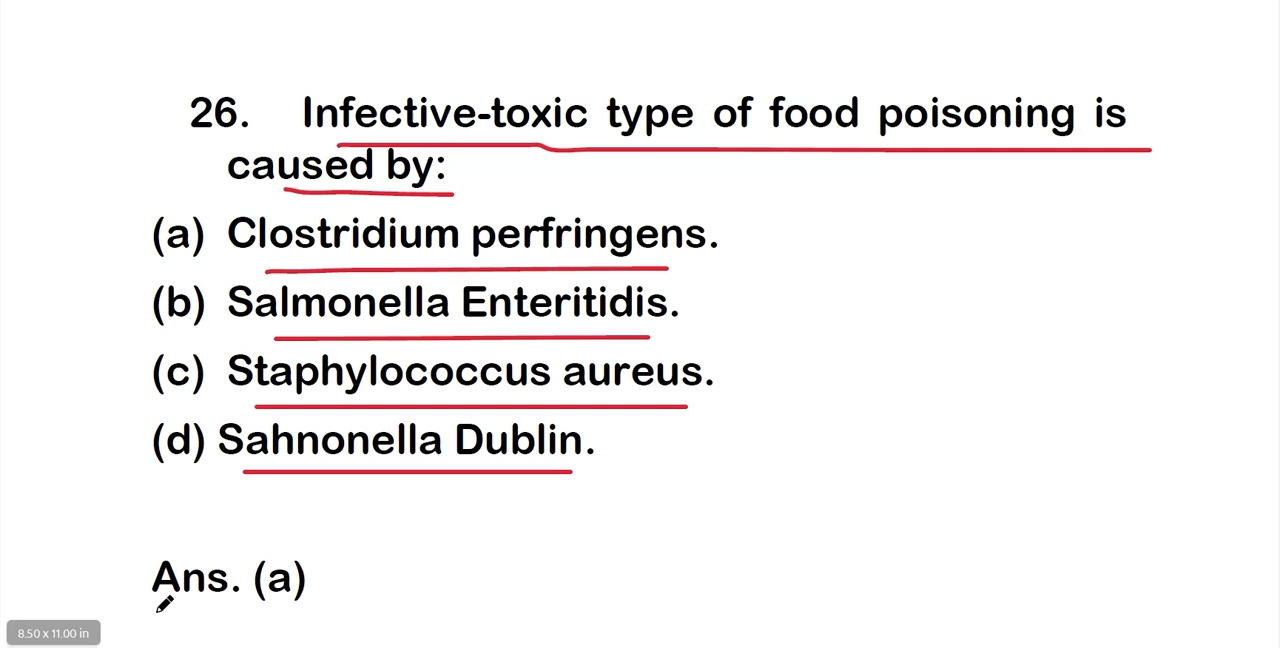 26. Infective-toxic type of food poisoning is
caused by:
(a) Clostridium perfringens.
(b) Salmonella Enteritidis.
(c) Staphylococcus aureus.
(d) Sahnonella Dublin.
Ans. (a)
8.50 x 11.00 in